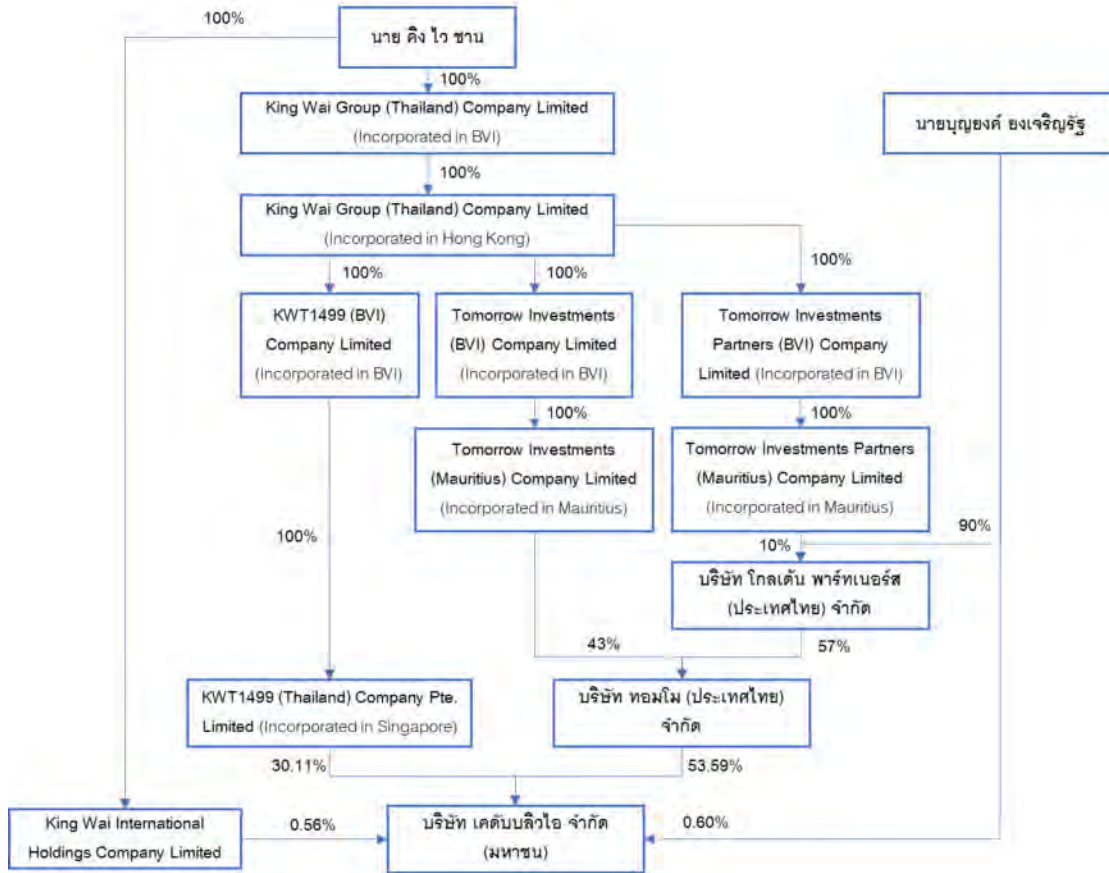 100%
นาย คิง ไว ชาน
100%
King Wai Group (Thailand) Company Limited
(Incorporated in BVI)
นายบุญยงค์ ยงเจริญรัฐ
100%
King Wai Group (Thailand) Company Limited
(Incorporated in Hong Kong)
100%
100%
100%
KWT1499 (BVI)
Company Limited
(Incorporated in BVI)
Tomorrow Investments
(BVI) Company Limited
(Incorporated in BVI)
Tomorrow Investments
Partners (BVI) Company
Limited (Incorporated in BVI)
100%
100%
Tomorrow Investments
(Mauritius) Company Limited
(Incorporated in Mauritius)
Tomorrow Investments Partners
(Mauritius) Company Limited
(Incorporated in Mauritius)
100%
90%
10%
บริษัท โกลเด้น พาร์ทเนอร์ส
(ประเทศไทย) จำกัด
43%
57%
KWT1499 (Thailand) Company Pte.
Limited (Incorporated in Singapore)
บริษัท ทอมโม (ประเทศไทย)
จำกัด
30.11%
53.59%
King Wai International
Holdings Company Limited
0.56%
บริษัท เคดับบลิวไอ จำกัด
(มหาชน)
0.60%